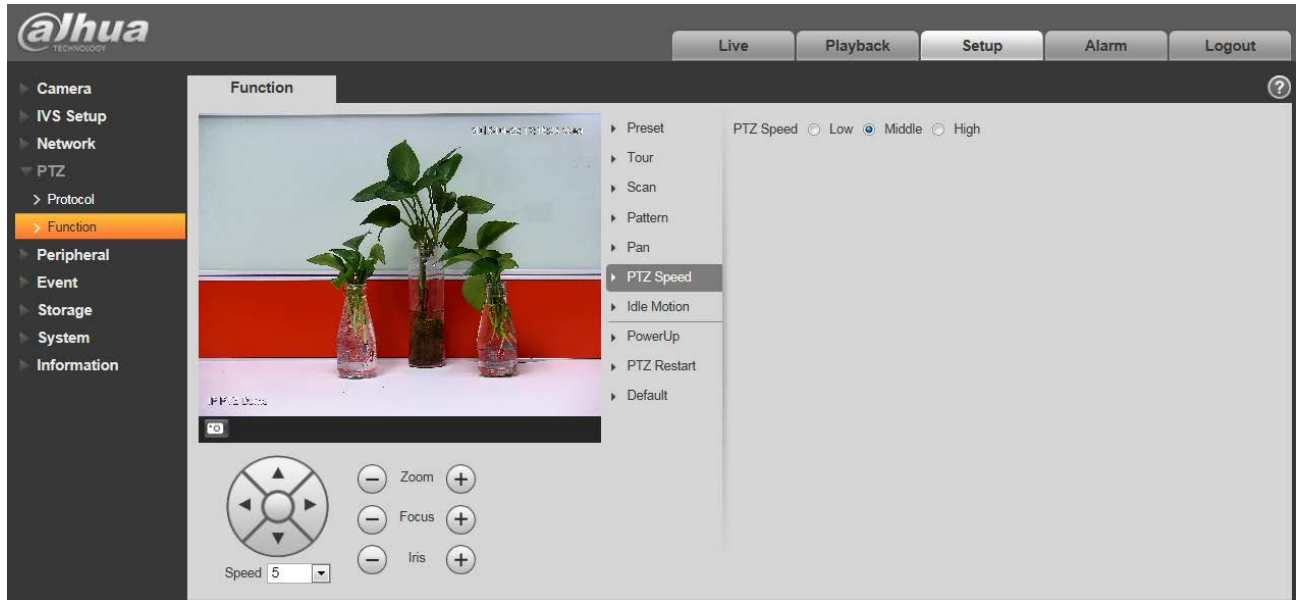 alhua
TECHNOLOGY
Live
Playback
Setup
Alarm
Logout
Camera
IVS Setup
Network
PTZ
Protocol
Function
Peripheral
Event
Storage
System
Information
Function
?
Preset
Tour
Scan
Pattern
Pan
PTZ Speed
Idle Motion
PowerUp
PTZ Restart
Default
PTZ Speed Low Middle High
Zoom
Focus
Iris
Speed 5